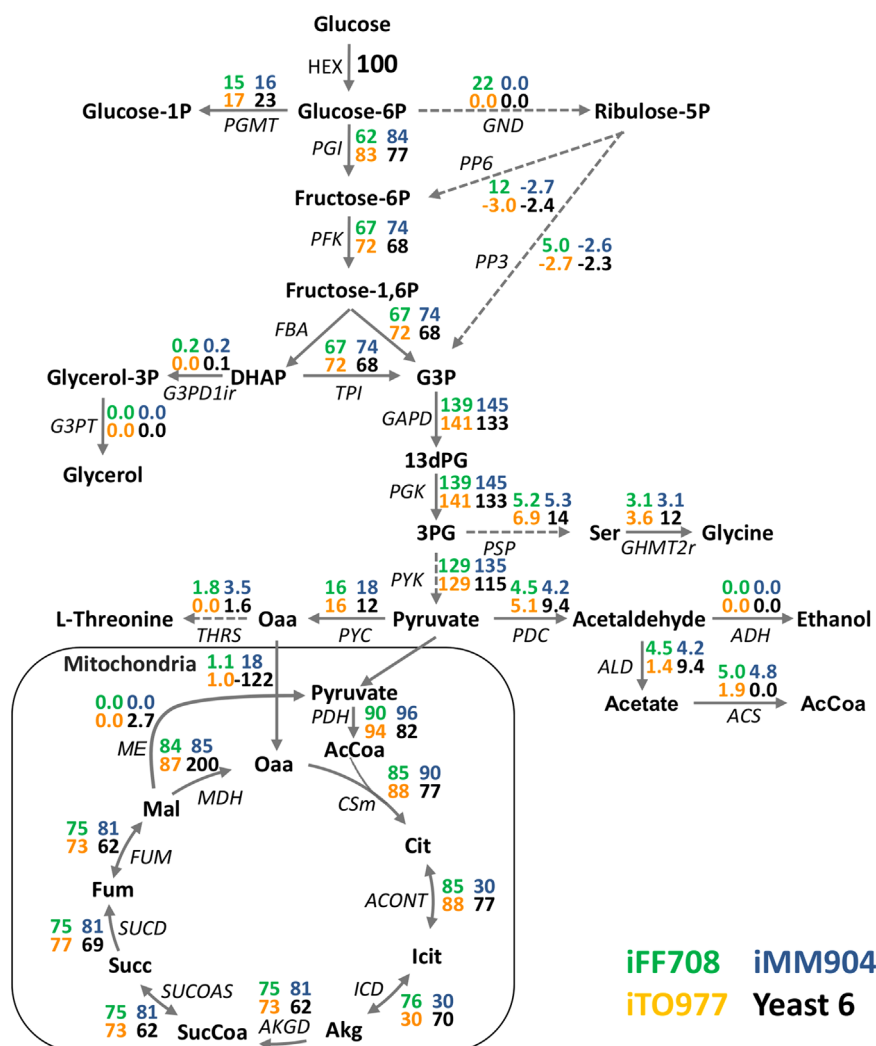 Glucose
HEX 100
15 16 22 0.0
Glucose-1P 17 23 Glucose-6P 0.0 0.0 Ribulose-5P
PGMT GND
62 84
PGI 83 77 PP6
12 -2.7
Fructose-6P -3.0 -2.4
67 74
PFK 72 68 5.0 -2.6
PP3 -2.7 -2.3
Fructose-1,6P
67 74
FBA 72 68
0.2 0.2 67 74
0.0 0.1 72 68
Glycerol-3P DHAP G3P
G3PD1ir TPI
0.0 0.0 139 145
G3PT 0.0 0.0 GAPD 141 133
Glycerol 13dPG
139 145
PGK 141 133 5.2 5.3 3.1 3.1
6.9 14 3.6 12
3PG Ser Glycine
PSP GHMT2r
129 135
PYK 129 115
1.8 3.5 16 18 4.5 4.2 0.0 0.0
0.0 1.6 16 12 5.1 9.4 0.0 0.0
L-Threonine Oaa Pyruvate Acetaldehyde Ethanol
THRS PYC PDC ADH
4.5 4.2
Mitochondria 1.1 18 ALD 1.4 9.4 5.0 4.8
1.0 -122 1.9 0.0
Pyruvate Acetate AcCoa
0.0 0.0 ACS
0.0 2.7 PDH 90 96
94 82
ME AcCoa
84 85 Oaa
87 200 85 90
MDH 88 77
Mal CSm
75 81
73 62 Cit
FUM
85 30
Fum ACONT 88 77
75 81
77 69 SUCD
Icit iFF708 iMM904
Succ
75 81 ICD
SUCOAS 73 62 76 30
75 81 30 70 iTO977 Yeast 6
73 62 SucCoa AKGD Akg